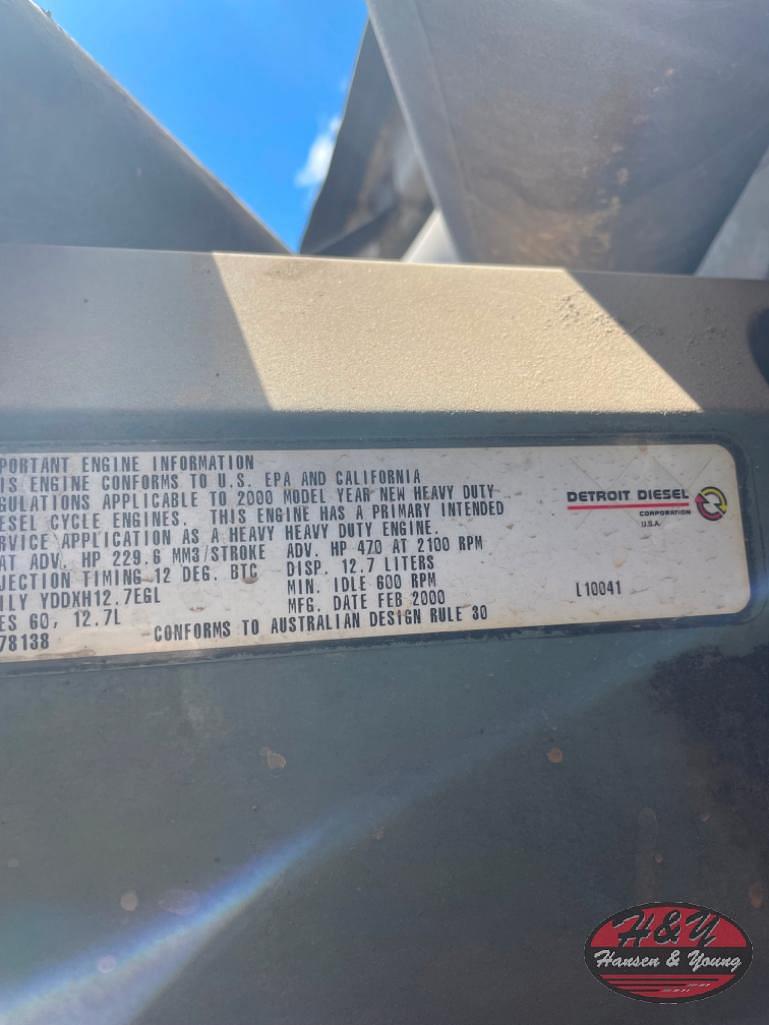 PORTANT ENGINE INFORMATION
IS ENGINE CONFORMS TO U.S. EPA AND CALIFORNIA
GULATIONS APPLICABLE TO 2000 MODEL YEAR NEW HEAVY DUTY
ESEL CYCLE ENGINES. THIS ENGINE HAS A PRIMARY INTENDED
RVICE APPLICATION AS A HEAVY HEAVY DUTY ENGINE.
AT ADV. HP 229.6 MM3/STROKE ADV. HP 470 AT 2100 RPM
JECTION TIMING 12 DEG. BTC DISP. 12.7 LITERS
ILY YDDXH12.7EGL MIN. IDLE 600 RPM
ES 60, 12.7L MFG. DATE FEB 2000
78138 CONFORMS TO AUSTRALIAN DESIGN RULE 30
DETROIT DIESEL
CORPORATION
U.S.A.
L10041
H&Y
Hansen & Young